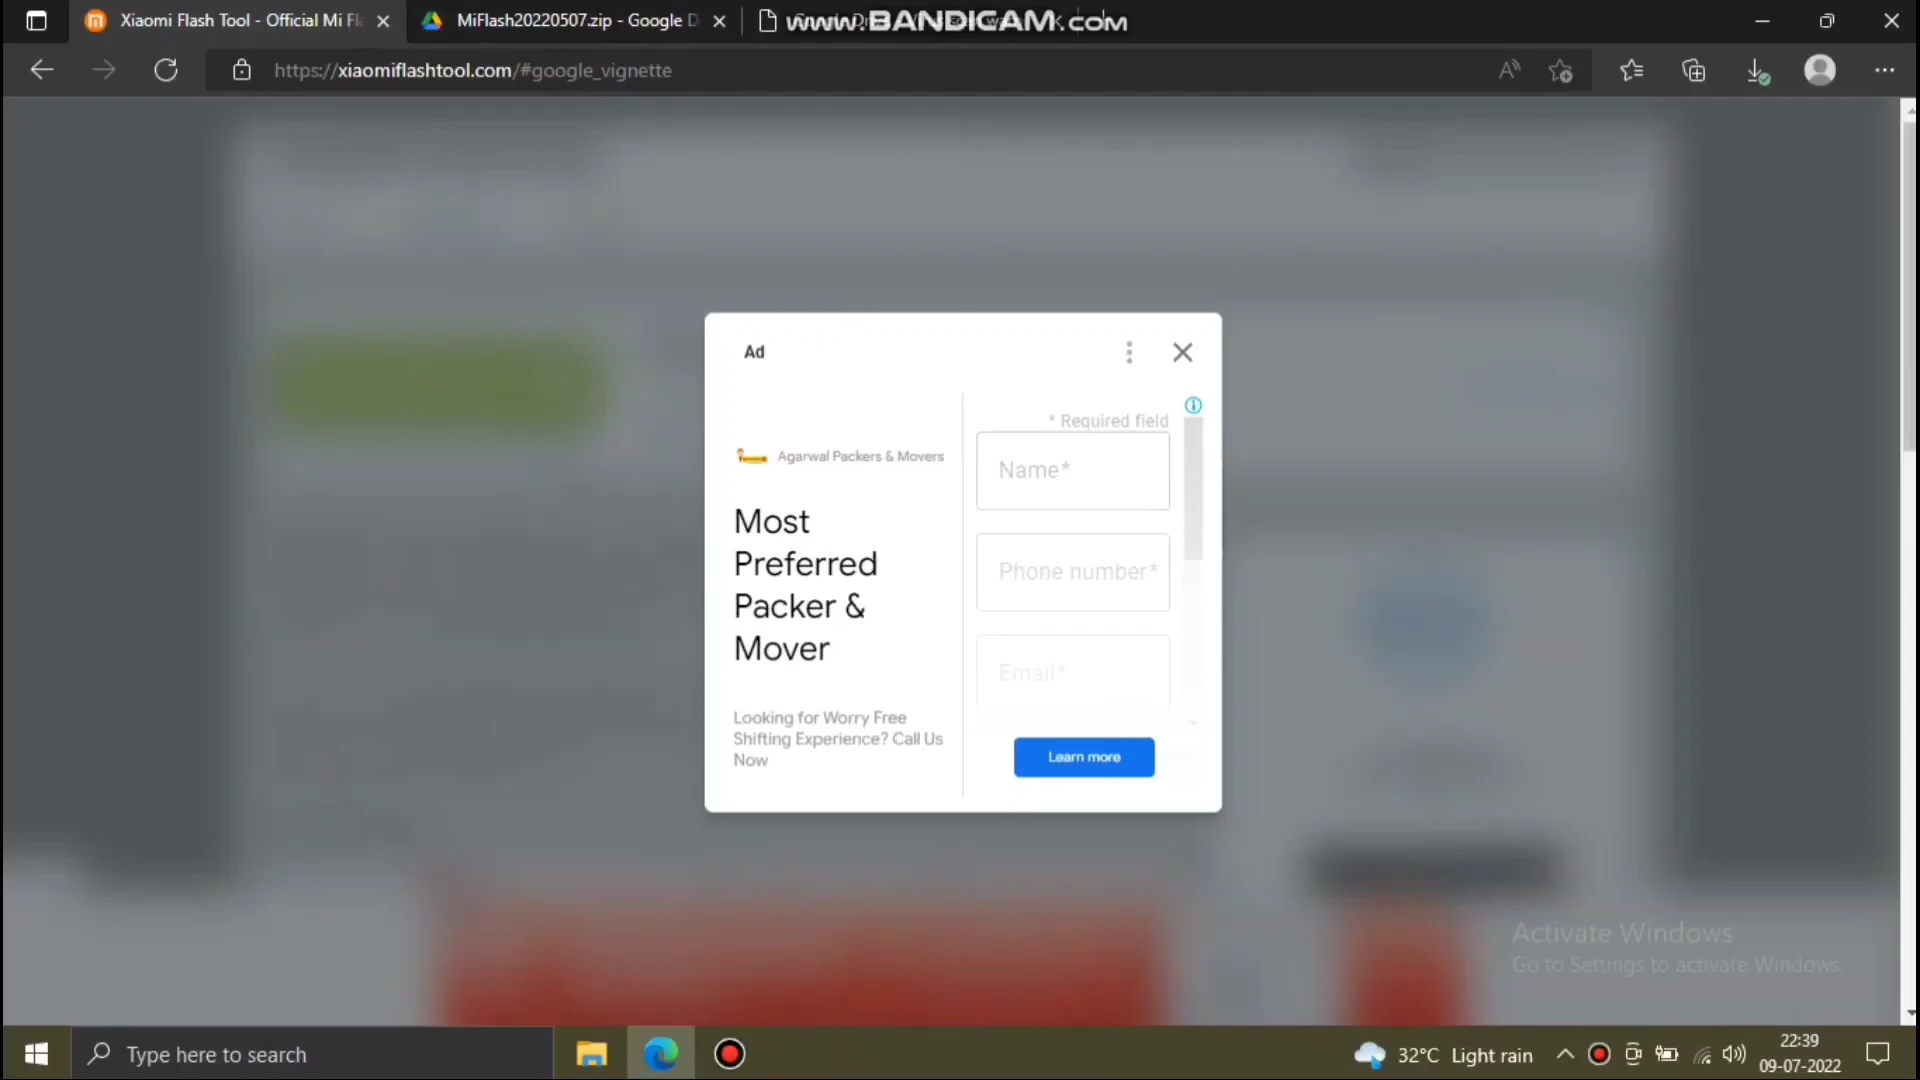 Xiaomi Flash Tool - Official Mi Fl
MiFlash20220507.zip - Google D
www.BANDICAM.com
https://xiaomiflashtool.com/#google_vignette
Ad
* Required field
Agarwal Packers & Movers
Name*
Most
Preferred
Packer &
Mover
Phone number*
Email*
Looking for Worry Free
Shifting Experience? Call Us
Now
Learn more
Activate Windows
Go to Settings to activate Windows
Type here to search
32°C Light rain
22:39
09-07-2022